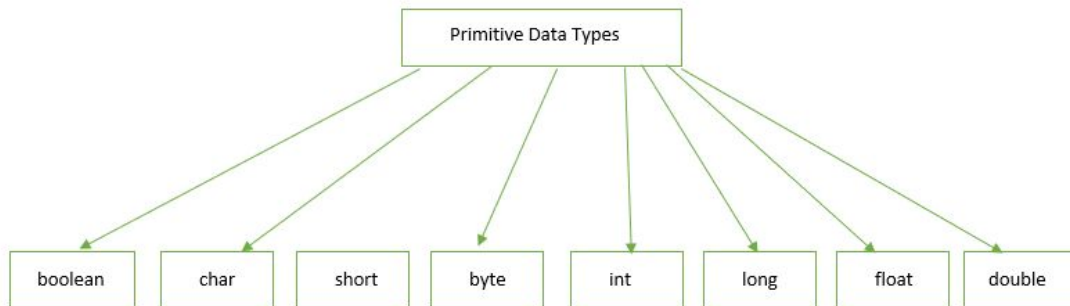 Primitive Data Types
boolean char short byte int long float double